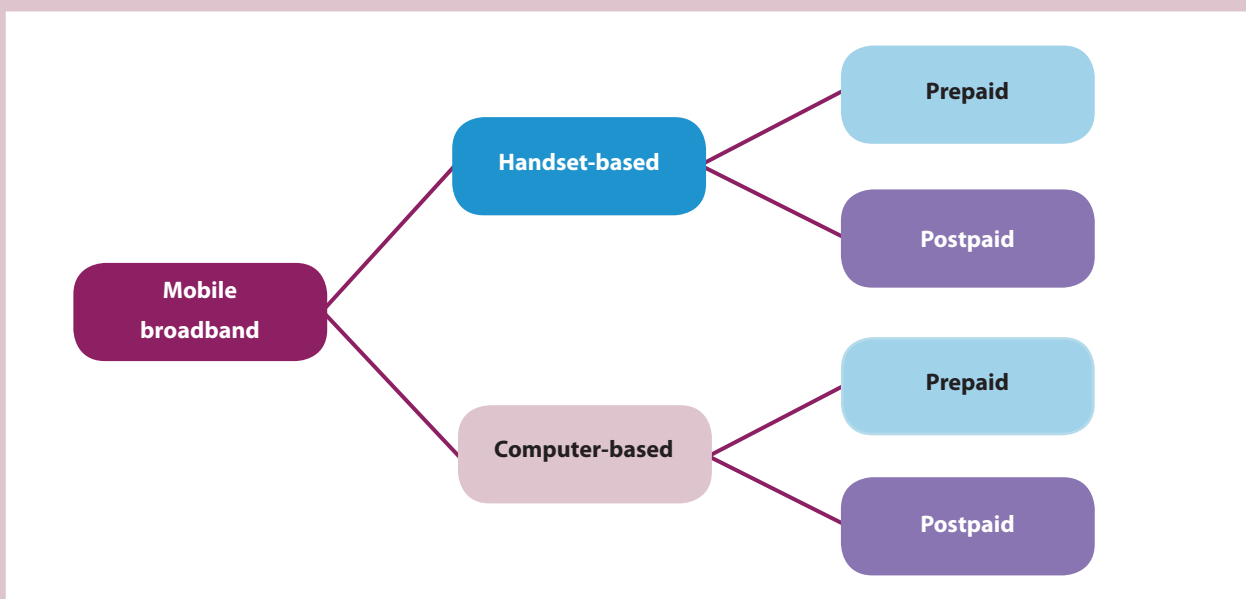 Mobile
broadband
Handset-based
Prepaid
Postpaid
Computer-based
Prepaid
Postpaid